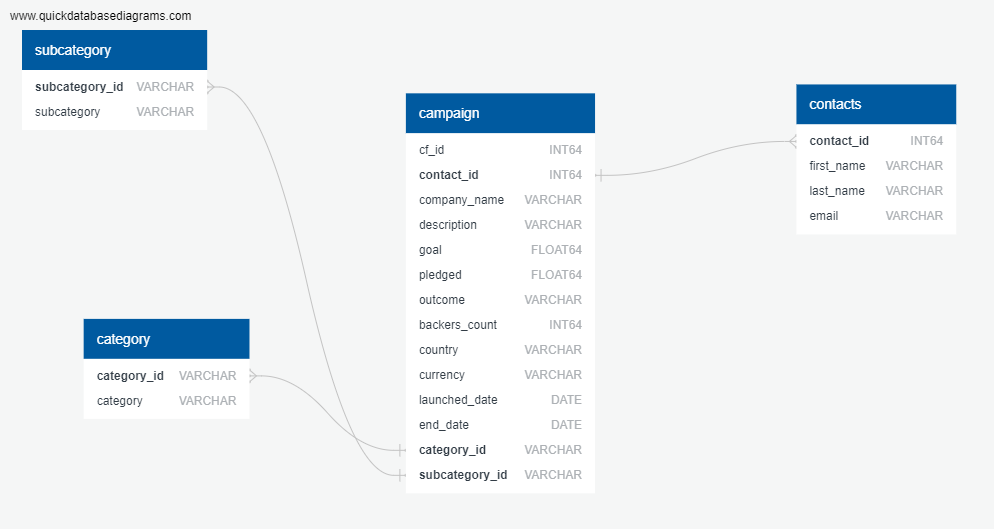 www.quickdatabasediagrams.com
subcategory
subcategory_id VARCHAR
subcategory VARCHAR
category
category_id VARCHAR
category VARCHAR
campaign
cf_id INT64
contact_id INT64
company_name VARCHAR
description VARCHAR
goal FLOAT64
pledged FLOAT64
outcome VARCHAR
backers_count INT64
country VARCHAR
currency VARCHAR
launched_date DATE
end_date DATE
category_id VARCHAR
subcategory_id VARCHAR
contacts
contact_id INT64
first_name VARCHAR
last_name VARCHAR
email VARCHAR